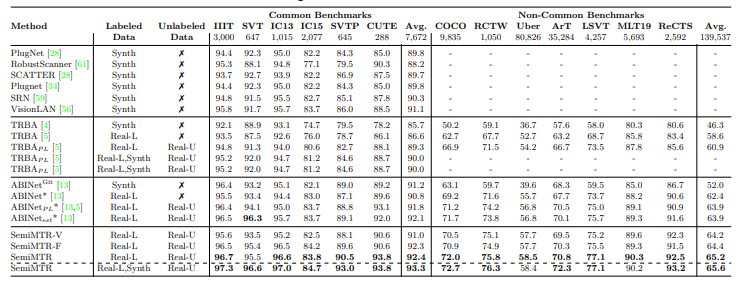 Common Benchmarks Non-Common Benchmarks
Method Labeled Unlabeled IIIT SVT IC13 IC15 SVTP CUTE Avg. COCO RCTW Uber ArT LSVT MLT19 ReCTS Avg.
Data Data 3,000 647 1,015 2,077 645 288 7,672 9,835 1,050 80,826 35,284 4,257 5,693 2,592 139,537
PlugNet [28] Synth ✗ 94.4 92.3 95.0 82.2 84.3 85.0 89.8 - - - - - - - -
RobustScanner [61] Synth ✗ 95.3 88.1 94.8 77.1 79.5 90.3 88.2 - - - - - - - -
SCATTER [28] Synth ✗ 93.7 92.7 93.9 82.2 86.9 87.5 89.7 - - - - - - - -
Plugnet [34] Synth ✗ 94.4 92.3 95.0 82.2 84.3 85.0 89.8 - - - - - - - -
SRN [59] Synth ✗ 94.8 91.5 95.5 82.7 85.1 87.8 90.3 - - - - - - - -
VisionLAN [56] Synth ✗ 95.8 91.7 95.7 83.7 86.0 88.5 91.1 - - - - - - - -
TRBA [4] Synth ✗ 92.1 88.9 93.1 74.7 79.5 78.2 85.7 50.2 59.1 36.7 57.6 58.0 80.3 80.6 46.3
TRBA [5] Real-L ✗ 93.5 87.5 92.6 76.0 78.7 86.1 86.6 62.7 67.7 52.7 63.2 68.7 85.8 83.4 58.6
TRBA_PL [5] Real-L Real-U 94.8 91.3 94.0 80.6 82.7 88.1 89.3 66.9 71.5 54.2 66.7 73.5 87.8 85.6 60.9
TRBA_PL [5] Real-L,Synth Real-U 95.2 92.0 94.7 81.2 84.6 88.7 90.0 - - - - - - - -
TRBA_PL [5] Real-L,Synth Real-U 95.2 92.0 94.7 81.2 84.6 88.7 90.0 - - - - - - - -
ABINet^Git [13] Synth ✗ 96.4 93.2 95.1 82.1 89.0 89.2 91.2 63.1 59.7 39.6 68.3 59.5 85.0 86.7 52.0
ABINet* [13] Real-L ✗ 95.5 93.4 94.4 83.0 87.1 89.6 90.8 69.2 71.6 55.7 67.7 73.7 88.2 90.6 62.4
ABINet_PL* [13,5] Real-L Real-U 96.4 94.1 95.0 83.7 88.8 93.1 91.8 71.2 74.2 56.8 70.5 75.0 89.1 90.9 63.9
ABINet_est* [13] Real-L Real-U 96.5 96.3 95.7 83.7 89.1 92.0 92.1 71.7 73.8 56.8 70.1 75.7 89.3 91.6 63.9
SemiMTR-V Real-L Real-U 95.6 93.5 95.2 82.5 88.1 90.6 91.0 70.5 75.1 57.7 69.5 75.2 89.6 92.3 64.2
SemiMTR-F Real-L Real-U 96.5 95.4 96.5 84.2 89.6 90.6 92.3 70.9 74.9 57.7 70.3 75.5 89.3 91.5 64.4
SemiMTR Real-L Real-U 96.7 95.5 96.6 83.8 90.5 93.8 92.4 72.0 75.8 58.5 70.8 77.1 90.3 92.5 65.2
SemiMTR Real-L,Synth Real-U 97.3 96.6 97.0 84.7 93.0 93.8 93.3 72.7 76.3 58.4 72.3 77.1 90.2 93.2 65.6